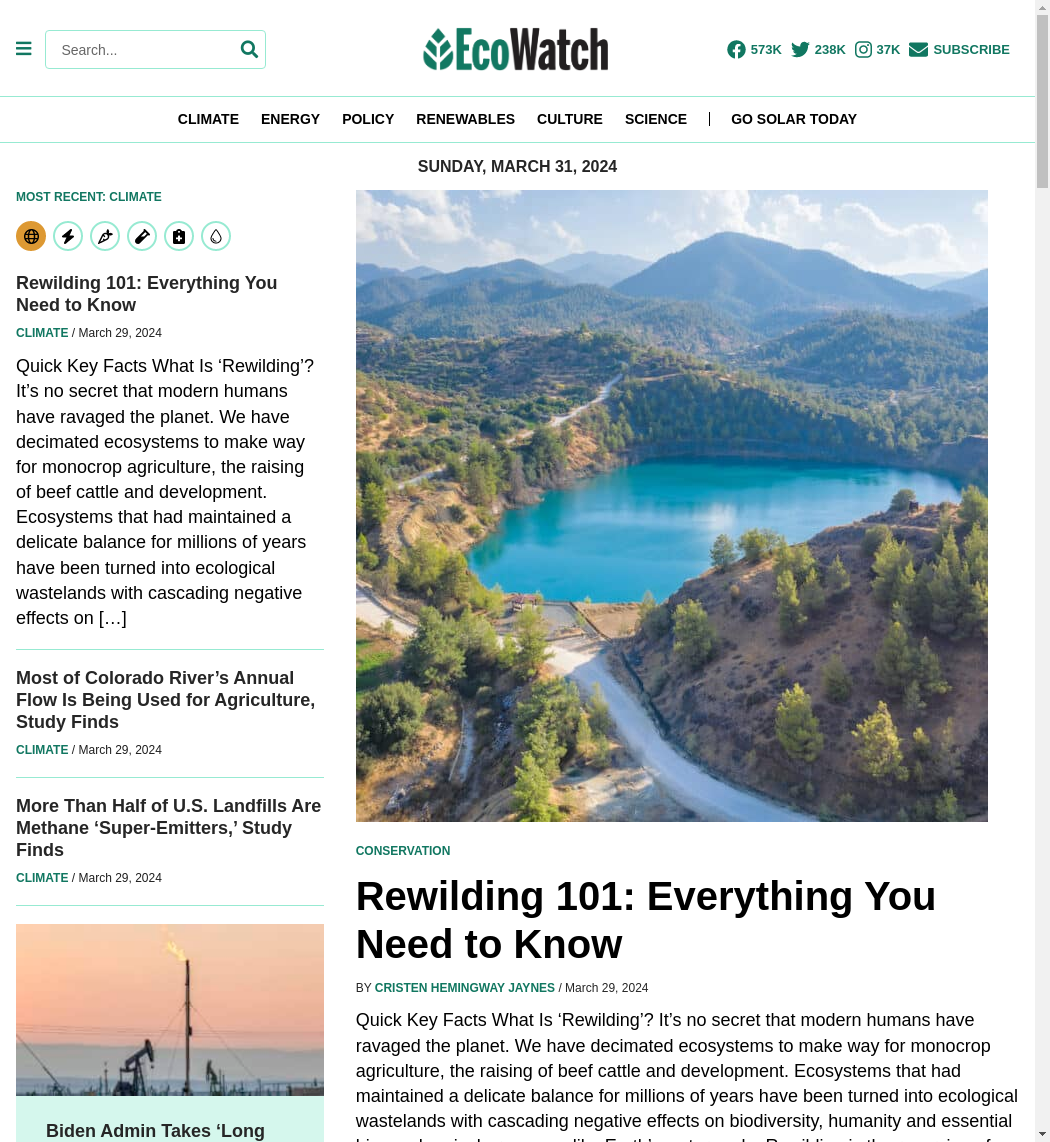 Search...
EcoWatch
573K 238K 37K SUBSCRIBE
CLIMATE ENERGY POLICY RENEWABLES CULTURE SCIENCE GO SOLAR TODAY
SUNDAY, MARCH 31, 2024
MOST RECENT: CLIMATE
Rewilding 101: Everything You
Need to Know
CLIMATE / March 29, 2024
Quick Key Facts What Is ‘Rewilding’?
It’s no secret that modern humans
have ravaged the planet. We have
decimated ecosystems to make way
for monocrop agriculture, the raising
of beef cattle and development.
Ecosystems that had maintained a
delicate balance for millions of years
have been turned into ecological
wastelands with cascading negative
effects on […]
Most of Colorado River’s Annual
Flow Is Being Used for Agriculture,
Study Finds
CLIMATE / March 29, 2024
More Than Half of U.S. Landfills Are
Methane ‘Super-Emitters,’ Study
Finds
CLIMATE / March 29, 2024
Biden Admin Takes ‘Long
CONSERVATION
Rewilding 101: Everything You
Need to Know
BY CRISTEN HEMINGWAY JAYNES / March 29, 2024
Quick Key Facts What Is ‘Rewilding’? It’s no secret that modern humans have
ravaged the planet. We have decimated ecosystems to make way for monocrop
agriculture, the raising of beef cattle and development. Ecosystems that had
maintained a delicate balance for millions of years have been turned into ecological
wastelands with cascading negative effects on biodiversity, humanity and essential